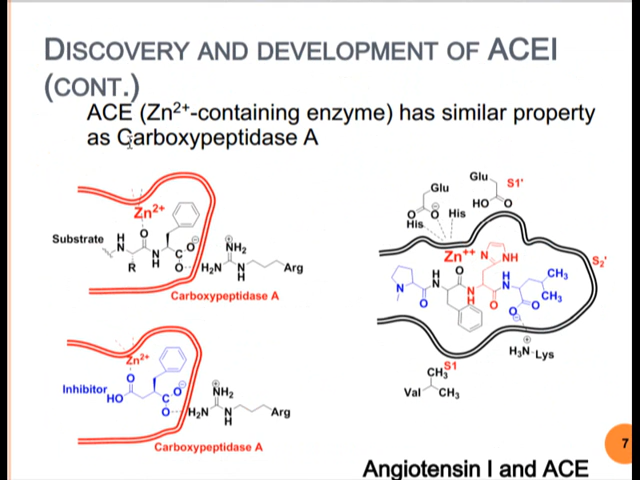 DISCOVERY AND DEVELOPMENT OF ACEI
(CONT.)
ACE (Zn2+-containing enzyme) has similar property
as Carboxypeptidase A
Zn2+
Substrate
H
N
O
N
H
R
C
O
O
H2N
NH2
N
H
Arg
Carboxypeptidase A
Zn2+
Inhibitor
HO
O
C
O
O
H2N
NH2
N
H
Arg
Carboxypeptidase A
Glu
Glu
S1'
HO
O
O
O
His
His
Zn++
N
NH
S2'
N
O
H
N
O
N
H
O
H
N
CH3
CH3
O
O
H3N-Lys
S1
CH3
Val
CH3
7
Angiotensin I and ACE